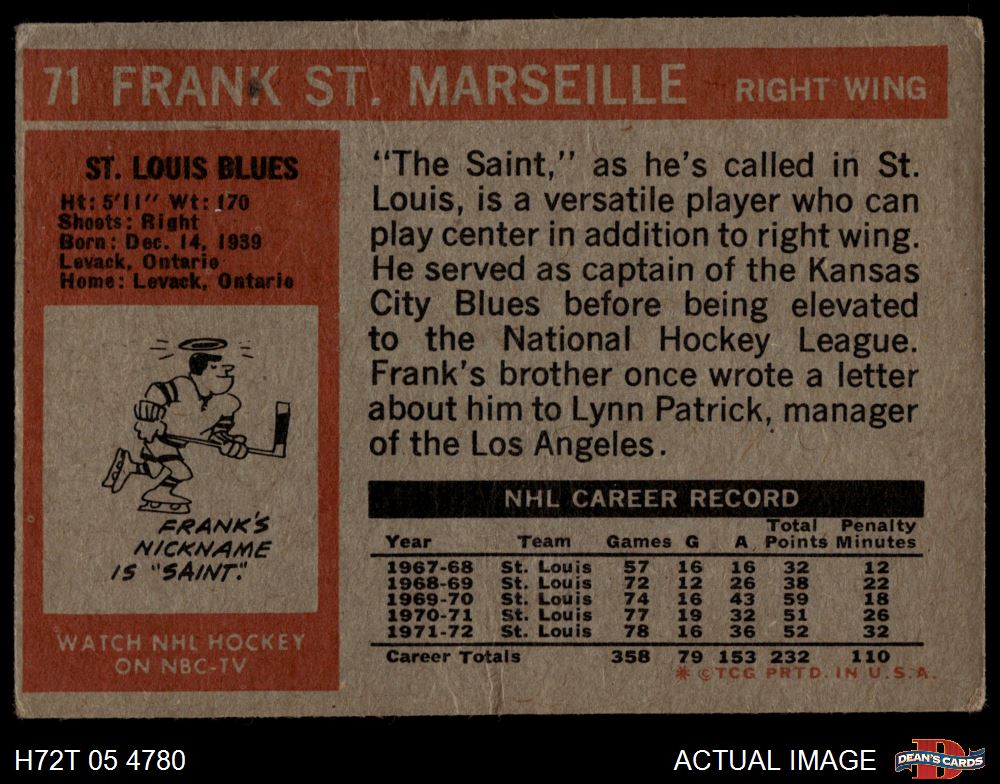 71 FRANK ST. MARSEILLE RIGHT WING
ST. LOUIS BLUES
Ht: 5'11" Wt: 170
Shoots: Right
Born: Dec. 14, 1939
Levack, Ontario
Home: Levack, Ontario
FRANK'S
NICKNAME
IS "SAINT."
WATCH NHL HOCKEY
ON NBC-TV
"The Saint," as he's called in St.
Louis, is a versatile player who can
play center in addition to right wing.
He served as captain of the Kansas
City Blues before being elevated
to the National Hockey League.
Frank's brother once wrote a letter
about him to Lynn Patrick, manager
of the Los Angeles.
NHL CAREER RECORD
Year Team Games G A Total Points Penalty Minutes
1967-68 St. Louis 57 16 16 32 12
1968-69 St. Louis 72 12 26 38 22
1969-70 St. Louis 74 16 43 59 18
1970-71 St. Louis 77 19 32 51 26
1971-72 St. Louis 78 16 36 52 32
Career Totals 358 79 153 232 110
* © TCG PRTD. IN U.S.A.
H72T 05 4780
ACTUAL IMAGE
D
DEAN'S CARDS